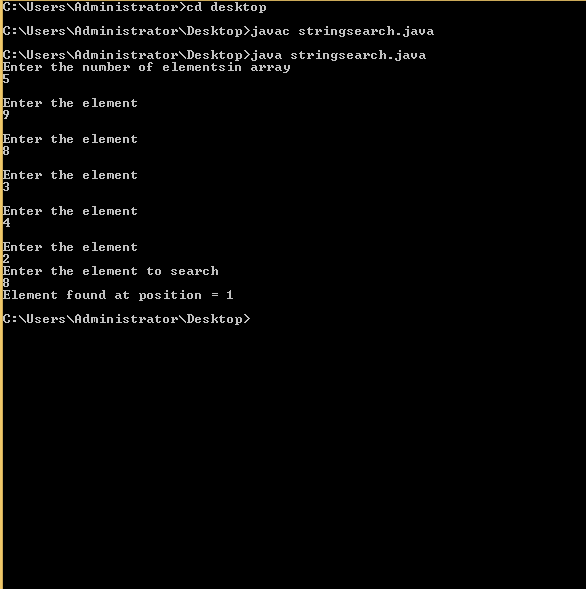 C:\Users\Administrator>cd desktop
C:\Users\Administrator\Desktop>javac stringsearch.java
C:\Users\Administrator\Desktop>java stringsearch.java
Enter the number of elementsin array
5
Enter the element
9
Enter the element
8
Enter the element
3
Enter the element
4
Enter the element
2
Enter the element to search
8
Element found at position = 1
C:\Users\Administrator\Desktop>